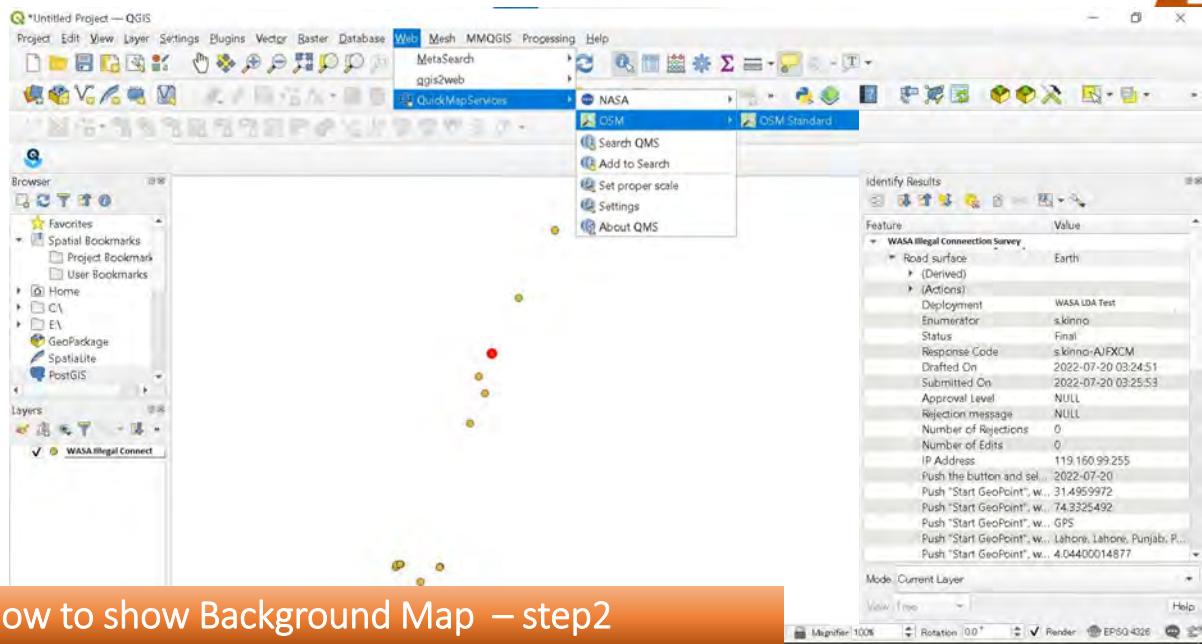 *Untitled Project — QGIS
Project Edit View Layer Settings Plugins Vector Raster Database Web Mesh MMQGIS Processing Help
MetaSearch
qgis2web
QuickMapServices
NASA
OSM
OSM Standard
Search QMS
Add to Search
Set proper scale
Settings
About QMS
Browser
Favorites
Spatial Bookmarks
Project Bookmark
User Bookmarks
Home
C:\
E:\
GeoPackage
SpatiaLite
PostGIS
Layers
WASA Illegal Connect
Identify Results
Feature Value
WASA Illegal Conneection Survey
Road surface Earth
(Derived)
(Actions)
Deployment WASA LDA Test
Enumerator s.kinno
Status Final
Response Code s.kinno-AJFXCM
Drafted On 2022-07-20 03:24:51
Submitted On 2022-07-20 03:25:53
Approval Level NULL
Rejection message NULL
Number of Rejections 0
Number of Edits 0
IP Address 119.160.99.255
Push the button and sel... 2022-07-20
Push "Start GeoPoint", w... 31.4959972
Push "Start GeoPoint", w... 74.3325492
Push "Start GeoPoint", w... GPS
Push "Start GeoPoint", w... Lahore, Lahore, Punjab, P...
Push "Start GeoPoint", w... 4.04400014877
Mode Current Layer
View Tree Help
ow to show Background Map – step2
Magnifier 100% Rotation 0.0° Render EPSG:4326